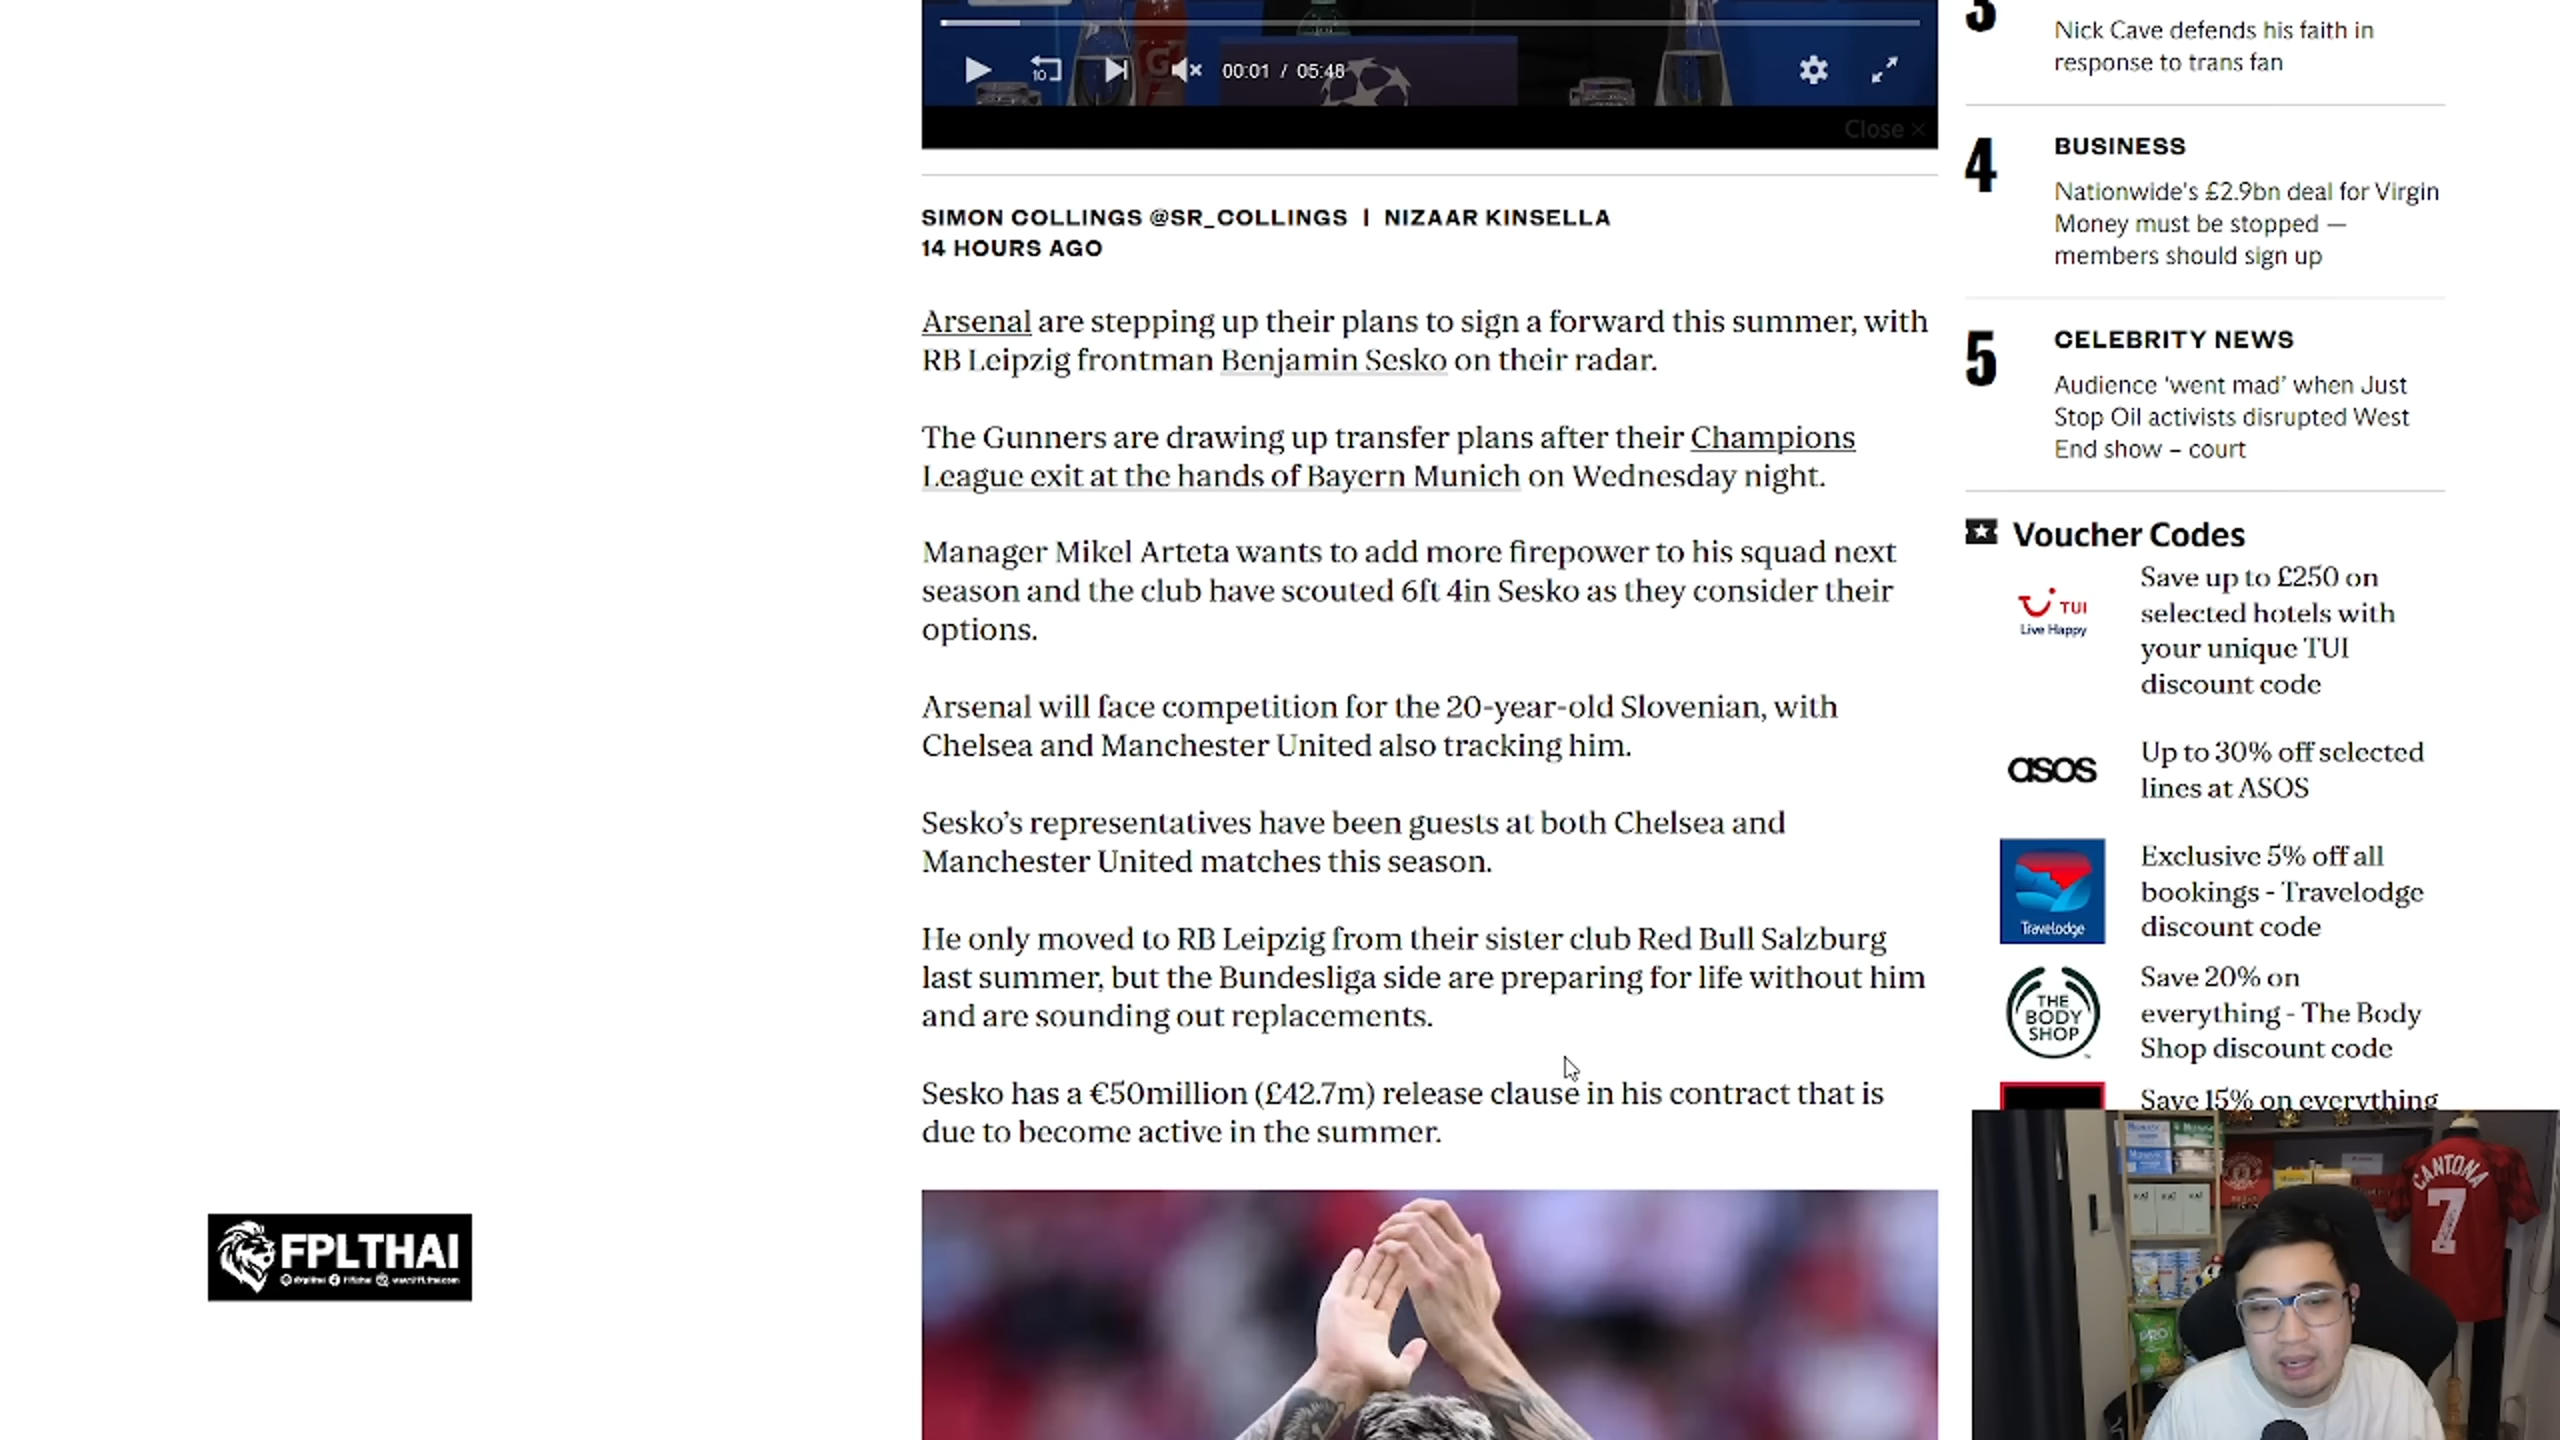 00:01 / 05:48
Close ×
SIMON COLLINGS @SR_COLLINGS | NIZAAR KINSELLA
14 HOURS AGO
Arsenal are stepping up their plans to sign a forward this summer, with
RB Leipzig frontman Benjamin Sesko on their radar.
The Gunners are drawing up transfer plans after their Champions
League exit at the hands of Bayern Munich on Wednesday night.
Manager Mikel Arteta wants to add more firepower to his squad next
season and the club have scouted 6ft 4in Sesko as they consider their
options.
Arsenal will face competition for the 20-year-old Slovenian, with
Chelsea and Manchester United also tracking him.
Sesko’s representatives have been guests at both Chelsea and
Manchester United matches this season.
He only moved to RB Leipzig from their sister club Red Bull Salzburg
last summer, but the Bundesliga side are preparing for life without him
and are sounding out replacements.
Sesko has a €50million (£42.7m) release clause in his contract that is
due to become active in the summer.
3
Nick Cave defends his faith in
response to trans fan
4
BUSINESS
Nationwide's £2.9bn deal for Virgin
Money must be stopped —
members should sign up
5
CELEBRITY NEWS
Audience ‘went mad’ when Just
Stop Oil activists disrupted West
End show – court
Voucher Codes
TUI
Live Happy
Save up to £250 on
selected hotels with
your unique TUI
discount code
asos
Up to 30% off selected
lines at ASOS
Travelodge
Exclusive 5% off all
bookings - Travelodge
discount code
THE
BODY
SHOP
Save 20% on
everything - The Body
Shop discount code
Save 15% on everything
FPLTHAI
CANTONA
7